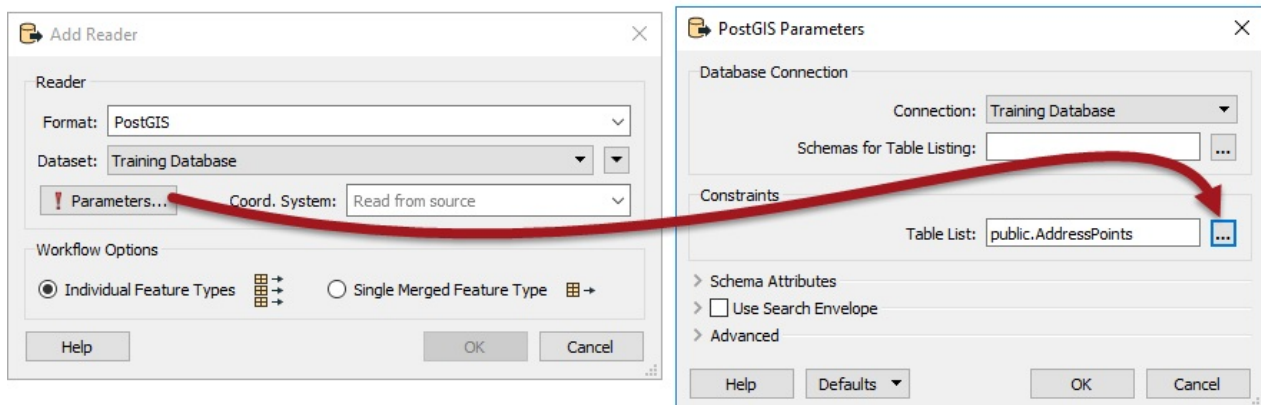 Add Reader
Reader
Format: PostGIS
Dataset: Training Database
! Parameters... Coord. System: Read from source
Workflow Options
Individual Feature Types Single Merged Feature Type
Help OK Cancel
PostGIS Parameters
Database Connection
Connection: Training Database
Schemas for Table Listing: ...
Constraints
Table List: public.AddressPoints ...
Schema Attributes
Use Search Envelope
Advanced
Help Defaults OK Cancel